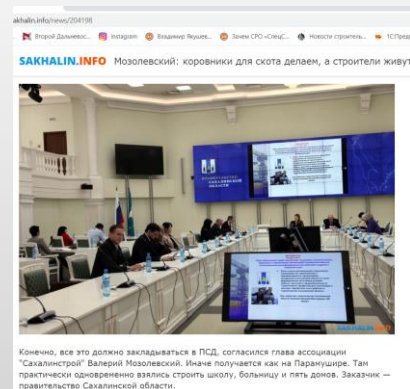 akhalin.info/news/204198
Второй Дальневос... Instagram Владимир Якушев... Зачем СРО «СпецС... Новости строитель... 1С:Пред
SAKHALIN.INFO Мозолевский: коровники для скота делаем, а строители живут
ПРАВИТЕЛЬСТВО
САХАЛИНСКОЙ
ОБЛАСТИ
SAKHALIN.INFO
Конечно, все это должно закладываться в ПСД, согласился глава ассоциации
"Сахалинстрой" Валерий Мозолевский. Иначе получается как на Парамушире. Там
практически одновременно взялись строить школу, больницу и пять домов. Заказчик —
правительство Сахалинской области.